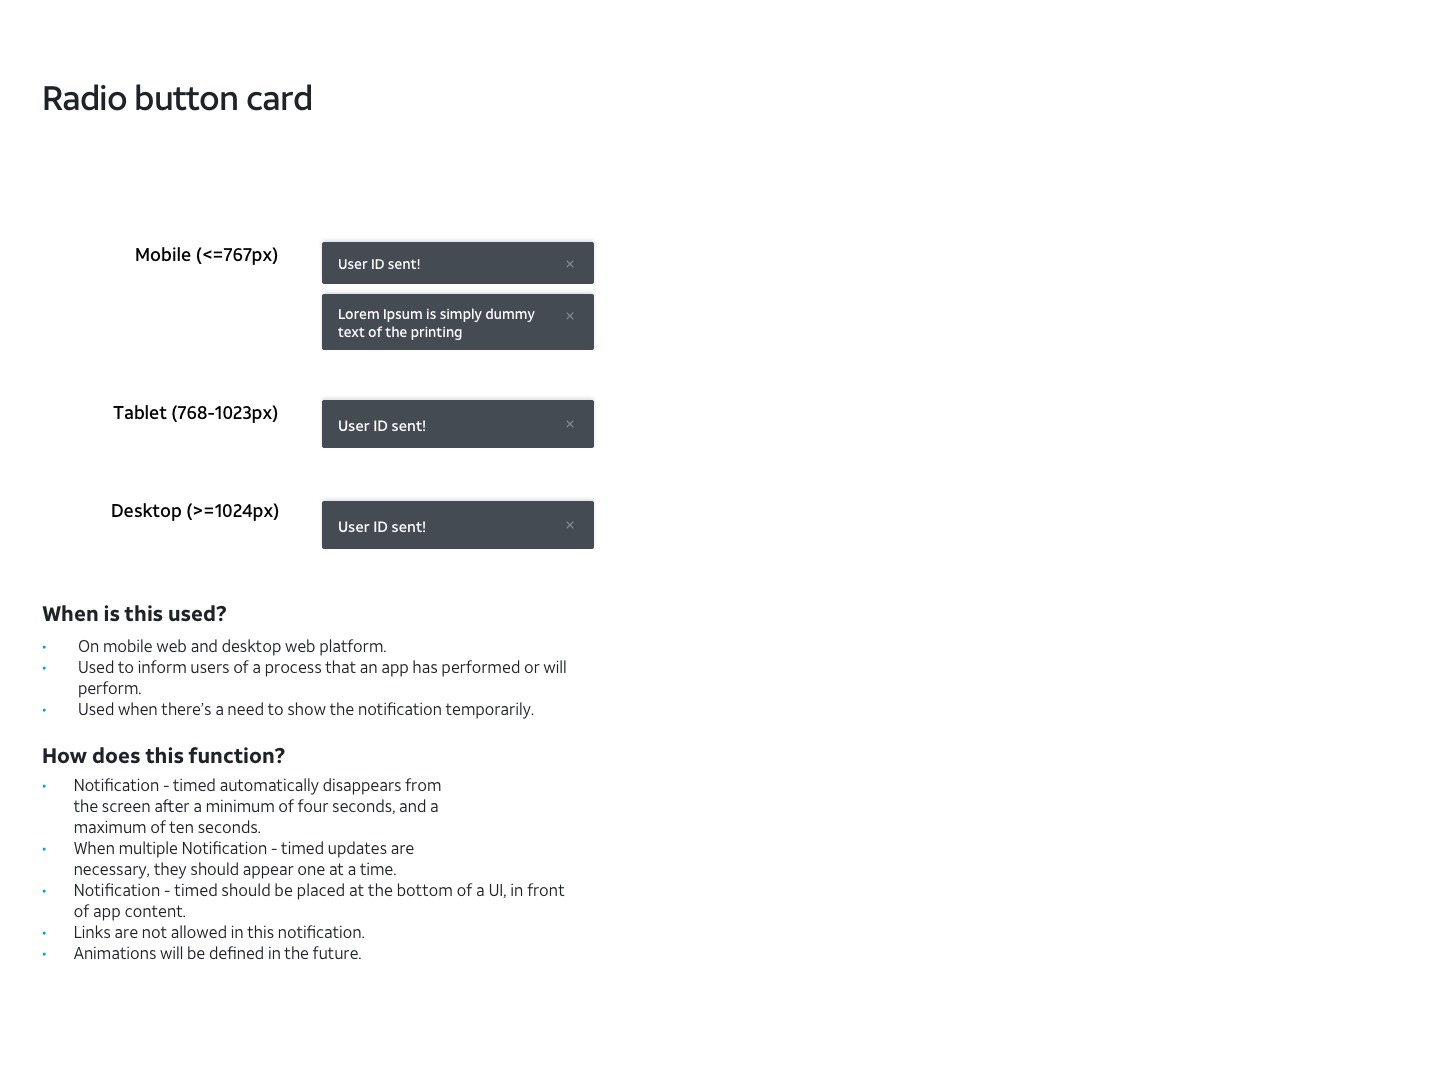 Radio button card
Mobile (<=767px)
User ID sent!
Lorem Ipsum is simply dummy
text of the printing
Tablet (768-1023px)
User ID sent!
Desktop (>=1024px)
User ID sent!
When is this used?
• On mobile web and desktop web platform.
• Used to inform users of a process that an app has performed or will
perform.
• Used when there’s a need to show the notification temporarily.
How does this function?
• Notification - timed automatically disappears from
the screen after a minimum of four seconds, and a
maximum of ten seconds.
• When multiple Notification - timed updates are
necessary, they should appear one at a time.
• Notification - timed should be placed at the bottom of a UI, in front
of app content.
• Links are not allowed in this notification.
• Animations will be defined in the future.